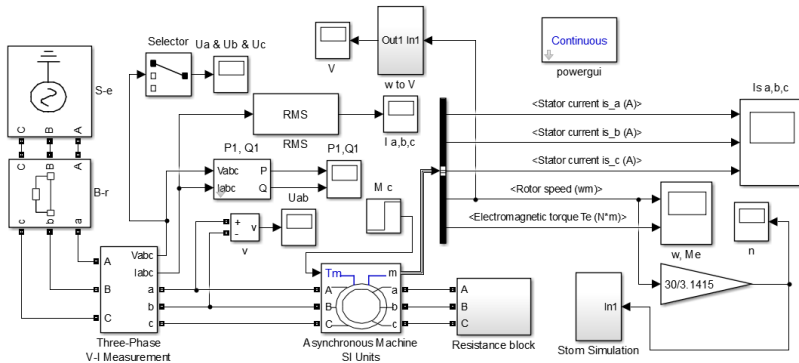 Selector
Ua & Ub & Uc
S-e
C B A
C B A
B-r
c b a
V
Out1 In1
w to V
Continuous
powergui
Is a,b,c
<Stator current is_a (A)>
<Stator current is_b (A)>
<Stator current is_c (A)>
<Rotor speed (wm)>
<Electromagnetic torque Te (N*m)>
RMS
RMS
I a,b,c
P1, Q1
Vabc
Iabc
P
Q
P1,Q1
M c
Uab
+
-
v
v
w, Me
n
30/3.1415
In1
Stom Simulation
A
B
C
Vabc
Iabc
a
b
c
Three-Phase
V-I Measurement
Tm
m
A
B
C
a
b
c
Asynchronous Machine
SI Units
A
B
C
Resistance block